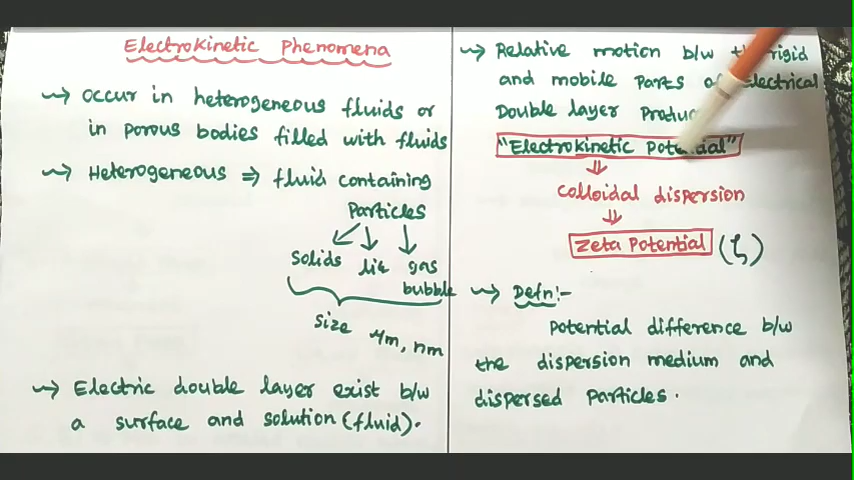 Electrokinetic Phenomena
occur in heterogeneous fluids or
in porous bodies filled with fluids
Heterogeneous ⇒ fluid containing
Particles
solids liq gas
bubble
size μm, nm
Electric double layer exist b/w
a surface and solution (fluid).
Relative motion b/w rigid
and mobile parts of Electrical
Double layer
"Electrokinetic Potential"
colloidal dispersion
Zeta Potential (ζ)
Defn:-
Potential difference b/w
the dispersion medium and
dispersed Particles.